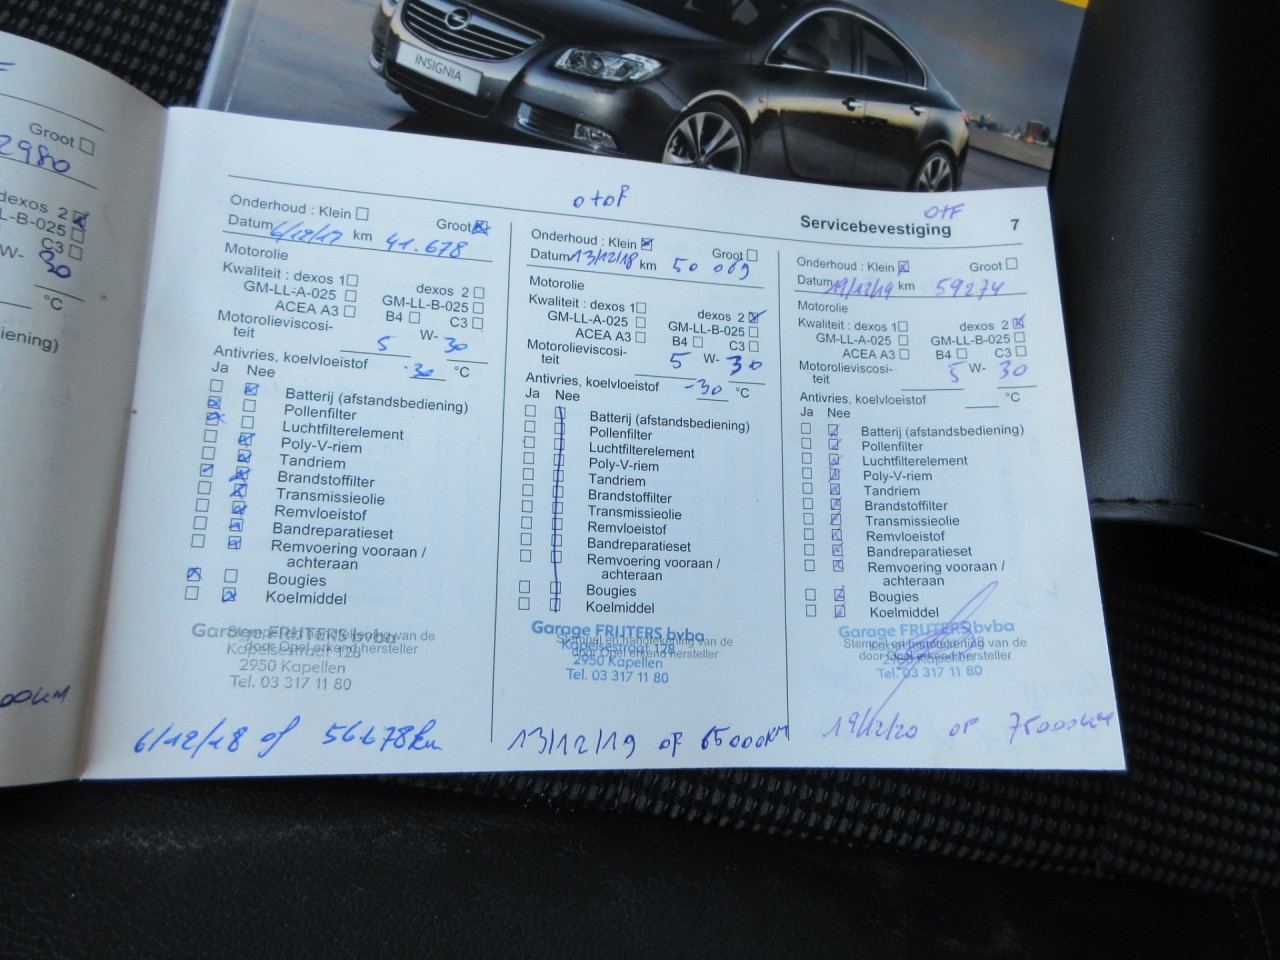 INSIGNIA
Groot
2980
dexos 2
LL-B-025
C3
W-
30
°C
00KM
otof
Servicebevestiging
OTF
7
Onderhoud : Klein
Groot
Datum 6/12/17 km 41.678
Motorolie
Kwaliteit : dexos 1
dexos 2
GM-LL-A-025
GM-LL-B-025
ACEA A3
B4
C3
Motorolieviscosi-
teit
5 W- 30
Antivries, koelvloeistof -30 °C
Ja Nee
Batterij (afstandsbediening)
Pollenfilter
Luchtfilterelement
Poly-V-riem
Tandriem
Brandstoffilter
Transmissieolie
Remvloeistof
Bandreparatieset
Remvoering vooraan /
achteraan
Bougies
Koelmiddel
Garage FRIJTERS bvba
Stempel en handtekening van de
door Opel erkend hersteller
Kapelsestraat 128
2950 Kapellen
Tel. 03 317 11 80
6/12/18 of 56678km
Onderhoud : Klein
Groot
Datum 13/12/18 km 50 069
Motorolie
Kwaliteit : dexos 1
dexos 2
GM-LL-A-025
GM-LL-B-025
ACEA A3
B4
C3
Motorolieviscosi-
teit
5 W- 30
Antivries, koelvloeistof -30 °C
Ja Nee
Batterij (afstandsbediening)
Pollenfilter
Luchtfilterelement
Poly-V-riem
Tandriem
Brandstoffilter
Transmissieolie
Remvloeistof
Bandreparatieset
Remvoering vooraan /
achteraan
Bougies
Koelmiddel
Garage FRIJTERS bvba
Stempel en handtekening van de
door Opel erkend hersteller
Kapelsestraat 128
2950 Kapellen
Tel. 03 317 11 80
13/12/19 of 65000KM
Onderhoud : Klein
Groot
Datum 19/12/19 km 59274
Motorolie
Kwaliteit : dexos 1
dexos 2
GM-LL-A-025
GM-LL-B-025
ACEA A3
B4
C3
Motorolieviscosi-
teit
5 W- 30
Antivries, koelvloeistof °C
Ja Nee
Batterij (afstandsbediening)
Pollenfilter
Luchtfilterelement
Poly-V-riem
Tandriem
Brandstoffilter
Transmissieolie
Remvloeistof
Bandreparatieset
Remvoering vooraan /
achteraan
Bougies
Koelmiddel
Garage FRIJTERS bvba
Stempel en handtekening van de
door Opel erkend hersteller
2950 Kapellen
Tel. 03 317 11 80
19/12/20 of 75000KM